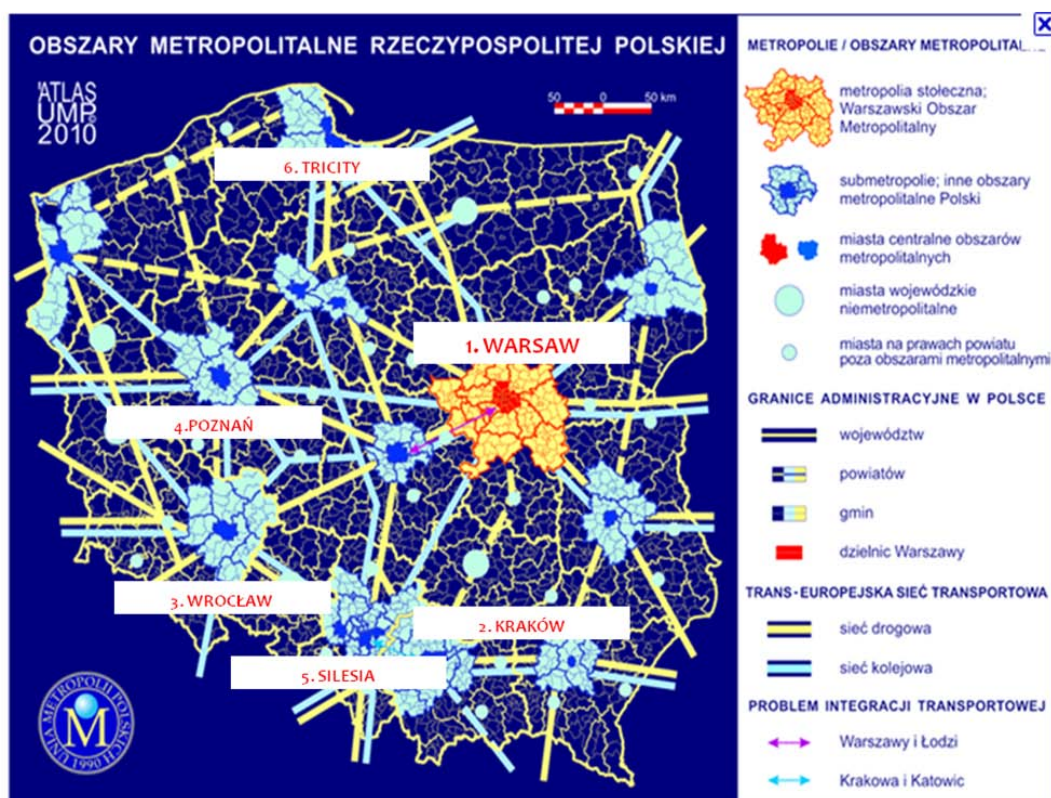 OBSZARY METROPOLITALNE RZECZYPOSPOLITEJ POLSKIEJ
ATLAS
UMP
2010
50 0 50 km
6. TRICITY
1. WARSAW
4.POZNAŃ
3. WROCŁAW
2. KRAKÓW
5. SILESIA
UNIA METROPOLII POLSKICH
1990
M
METROPOLIE / OBSZARY METROPOLITALNE
metropolia stołeczna;
Warszawski Obszar
Metropolitalny
submetropolie; inne obszary
metropolitalne Polski
miasta centralne obszarów
metropolitalnych
miasta wojewódzkie
niemetropolitalne
miasta na prawach powiatu
poza obszarami metropolitalnymi
GRANICE ADMINISTRACYJNE W POLSCE
województw
powiatów
gmin
dzielnic Warszawy
TRANS-EUROPEJSKA SIEĆ TRANSPORTOWA
sieć drogowa
sieć kolejowa
PROBLEM INTEGRACJI TRANSPORTOWEJ
Warszawy i Łodzi
Krakowa i Katowic